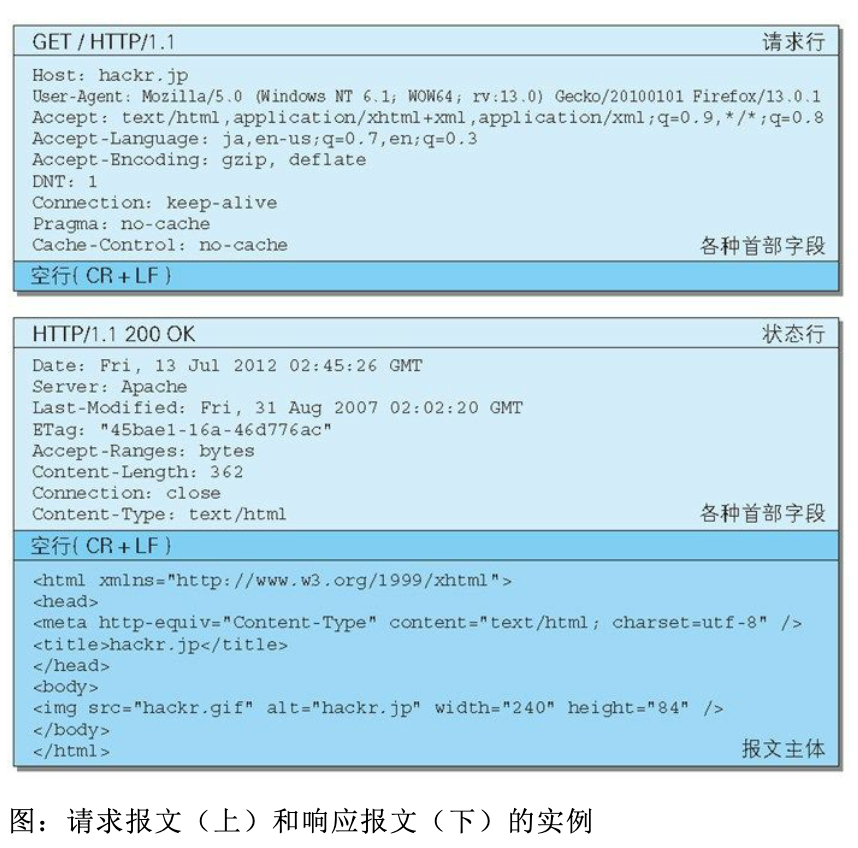 GET / HTTP/1.1 请求行
Host: hackr.jp
User-Agent: Mozilla/5.0 (Windows NT 6.1; WOW64; rv:13.0) Gecko/20100101 Firefox/13.0.1
Accept: text/html,application/xhtml+xml,application/xml;q=0.9,*/*;q=0.8
Accept-Language: ja,en-us;q=0.7,en;q=0.3
Accept-Encoding: gzip, deflate
DNT: 1
Connection: keep-alive
Pragma: no-cache
Cache-Control: no-cache 各种首部字段
空行( CR + LF )
HTTP/1.1 200 OK 状态行
Date: Fri, 13 Jul 2012 02:45:26 GMT
Server: Apache
Last-Modified: Fri, 31 Aug 2007 02:02:20 GMT
ETag: "45bae1-16a-46d776ac"
Accept-Ranges: bytes
Content-Length: 362
Connection: close
Content-Type: text/html 各种首部字段
空行( CR + LF )
<html xmlns="http://www.w3.org/1999/xhtml">
<head>
<meta http-equiv="Content-Type" content="text/html; charset=utf-8" />
<title>hackr.jp</title>
</head>
<body>
<img src="hackr.gif" alt="hackr.jp" width="240" height="84" />
</body>
</html> 报文主体
图：请求报文（上）和响应报文（下）的实例